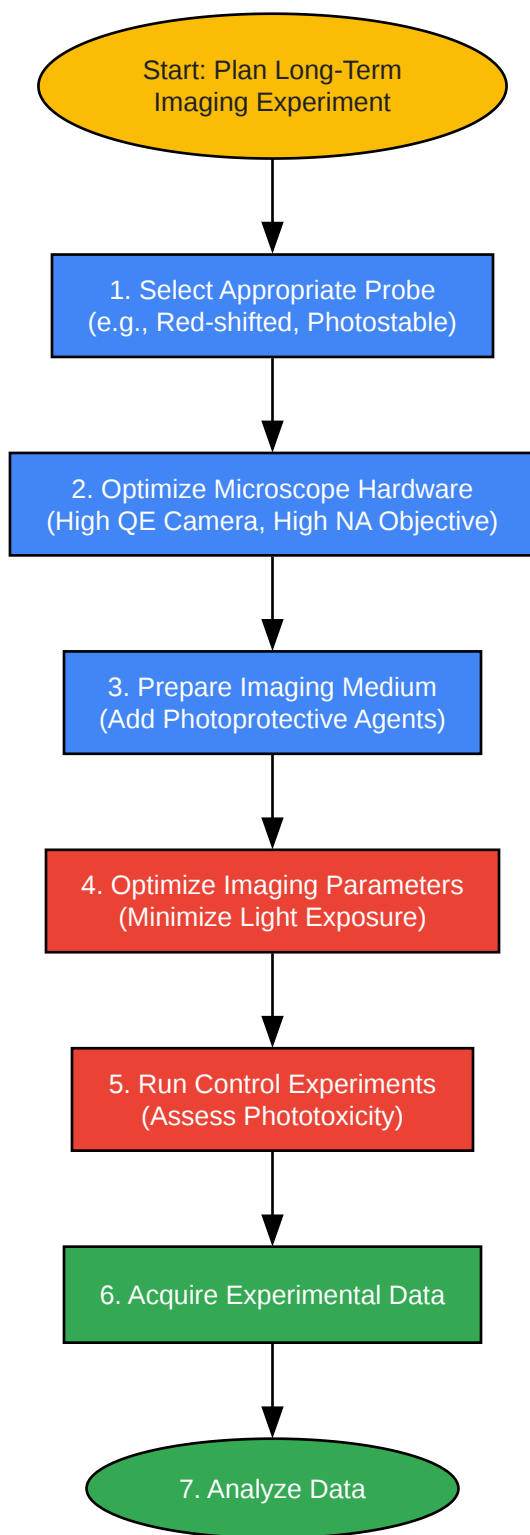 Start: Plan Long-Term
Imaging Experiment
1. Select Appropriate Probe
(e.g., Red-shifted, Photostable)
2. Optimize Microscope Hardware
(High QE Camera, High NA Objective)
3. Prepare Imaging Medium
(Add Photoprotective Agents)
4. Optimize Imaging Parameters
(Minimize Light Exposure)
5. Run Control Experiments
(Assess Phototoxicity)
6. Acquire Experimental Data
7. Analyze Data